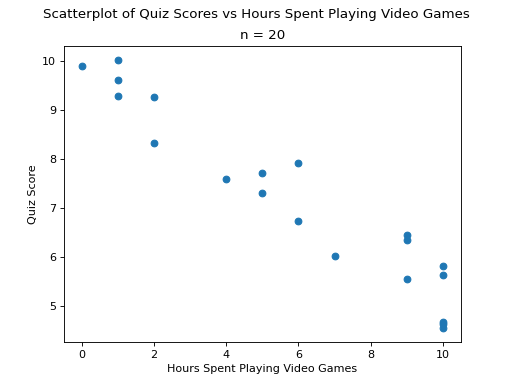 Scatterplot of Quiz Scores vs Hours Spent Playing Video Games
n = 20
10
9
8
7
6
5
Quiz Score
0 2 4 6 8 10
Hours Spent Playing Video Games